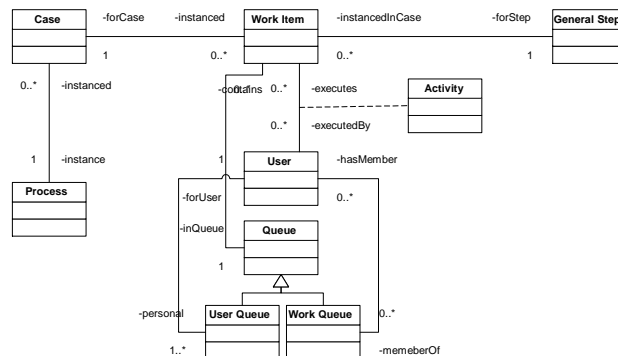 -forCase
-instanced
-instancedInCase
-forStep
Case
Work Item
General Step
1
0..*
0..*
1
0..*
-instanced
-contains
0..*
0..*
-executes
Activity
0..*
-executedBy
1
-instance
1
User
-hasMember
Process
-forUser
0..*
-inQueue
Queue
1
-personal
User Queue
Work Queue
0..*
1..*
-memeberOf